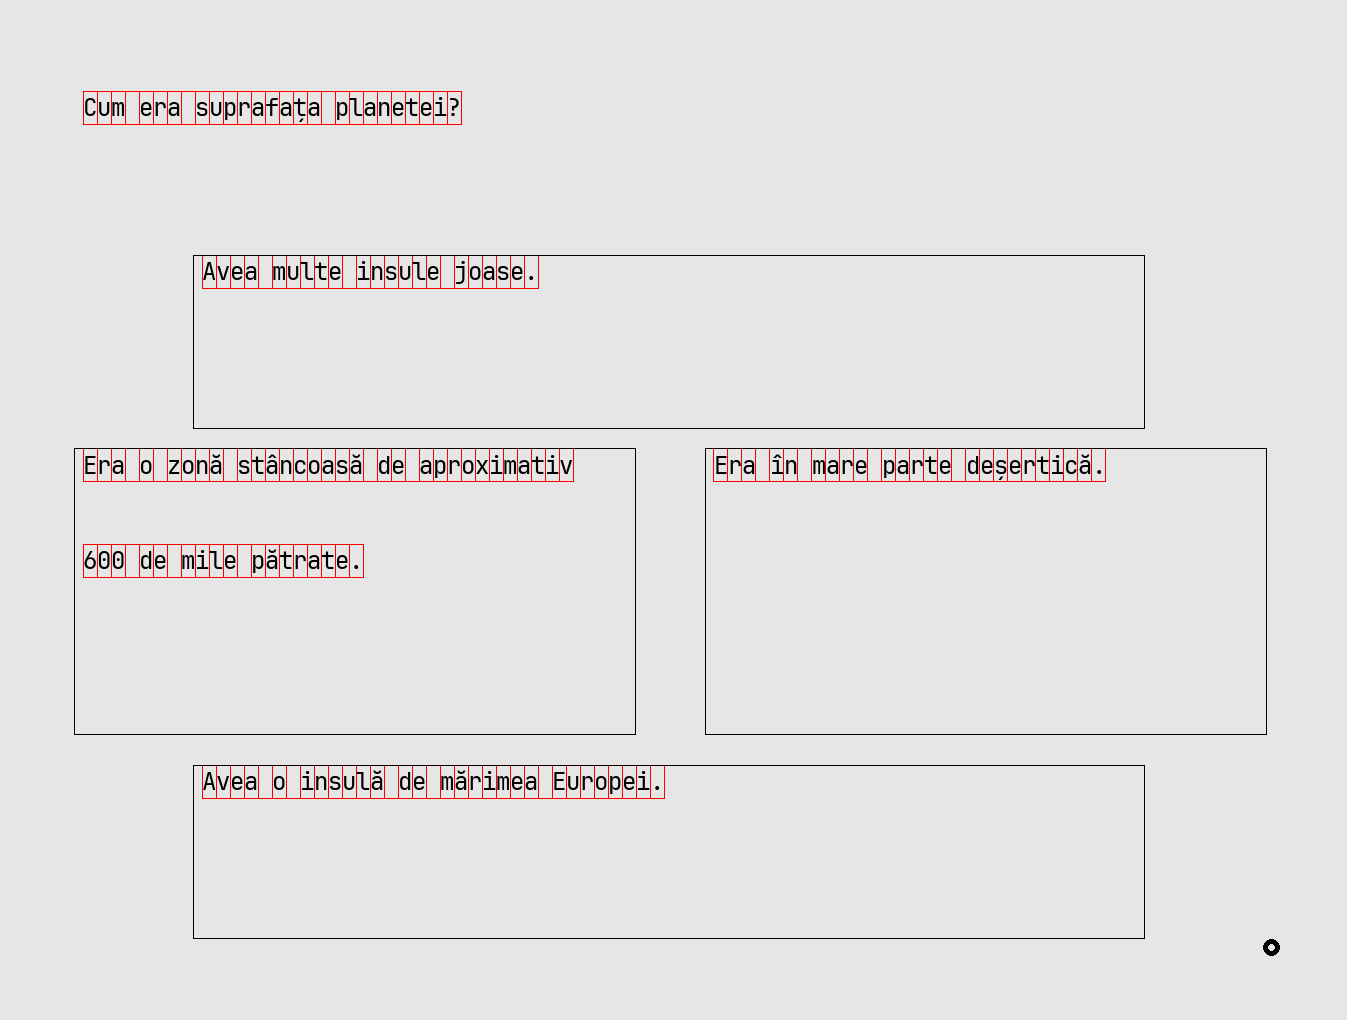 Cum era suprafața planetei?
Avea multe insule joase.
Era o zonă stâncoasă de aproximativ
600 de mile pătrate.
Era în mare parte deșertică.
Avea o insulă de mărimea Europei.